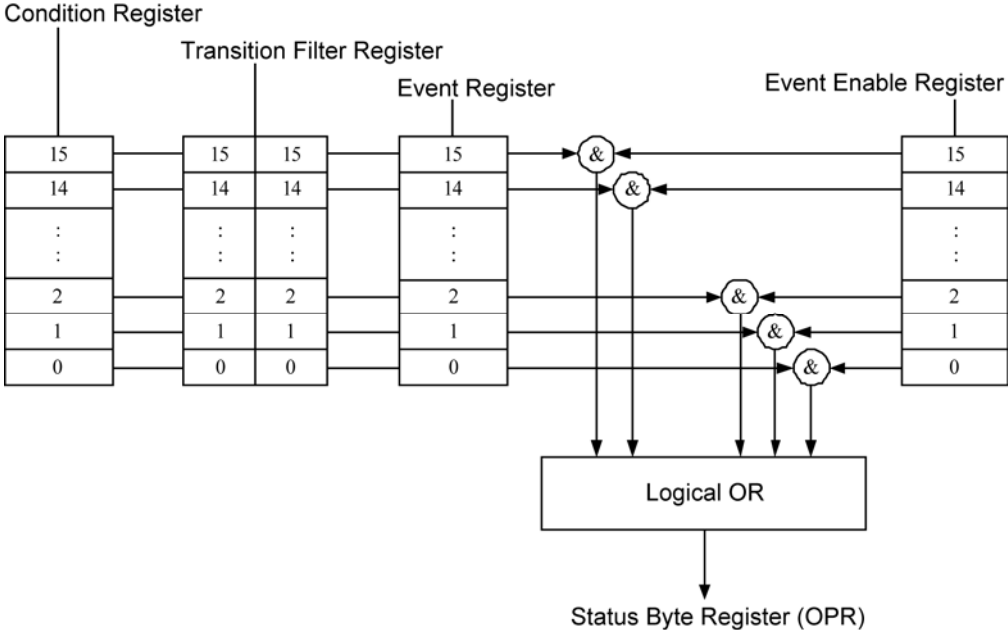 Condition Register
Transition Filter Register
Event Register
Event Enable Register
15 15 15 15 & 15
14 14 14 14 & 14
: : : : :
: : : : :
2 2 2 2 & 2
1 1 1 1 & 1
0 0 0 0 & 0
Logical OR
Status Byte Register (OPR)